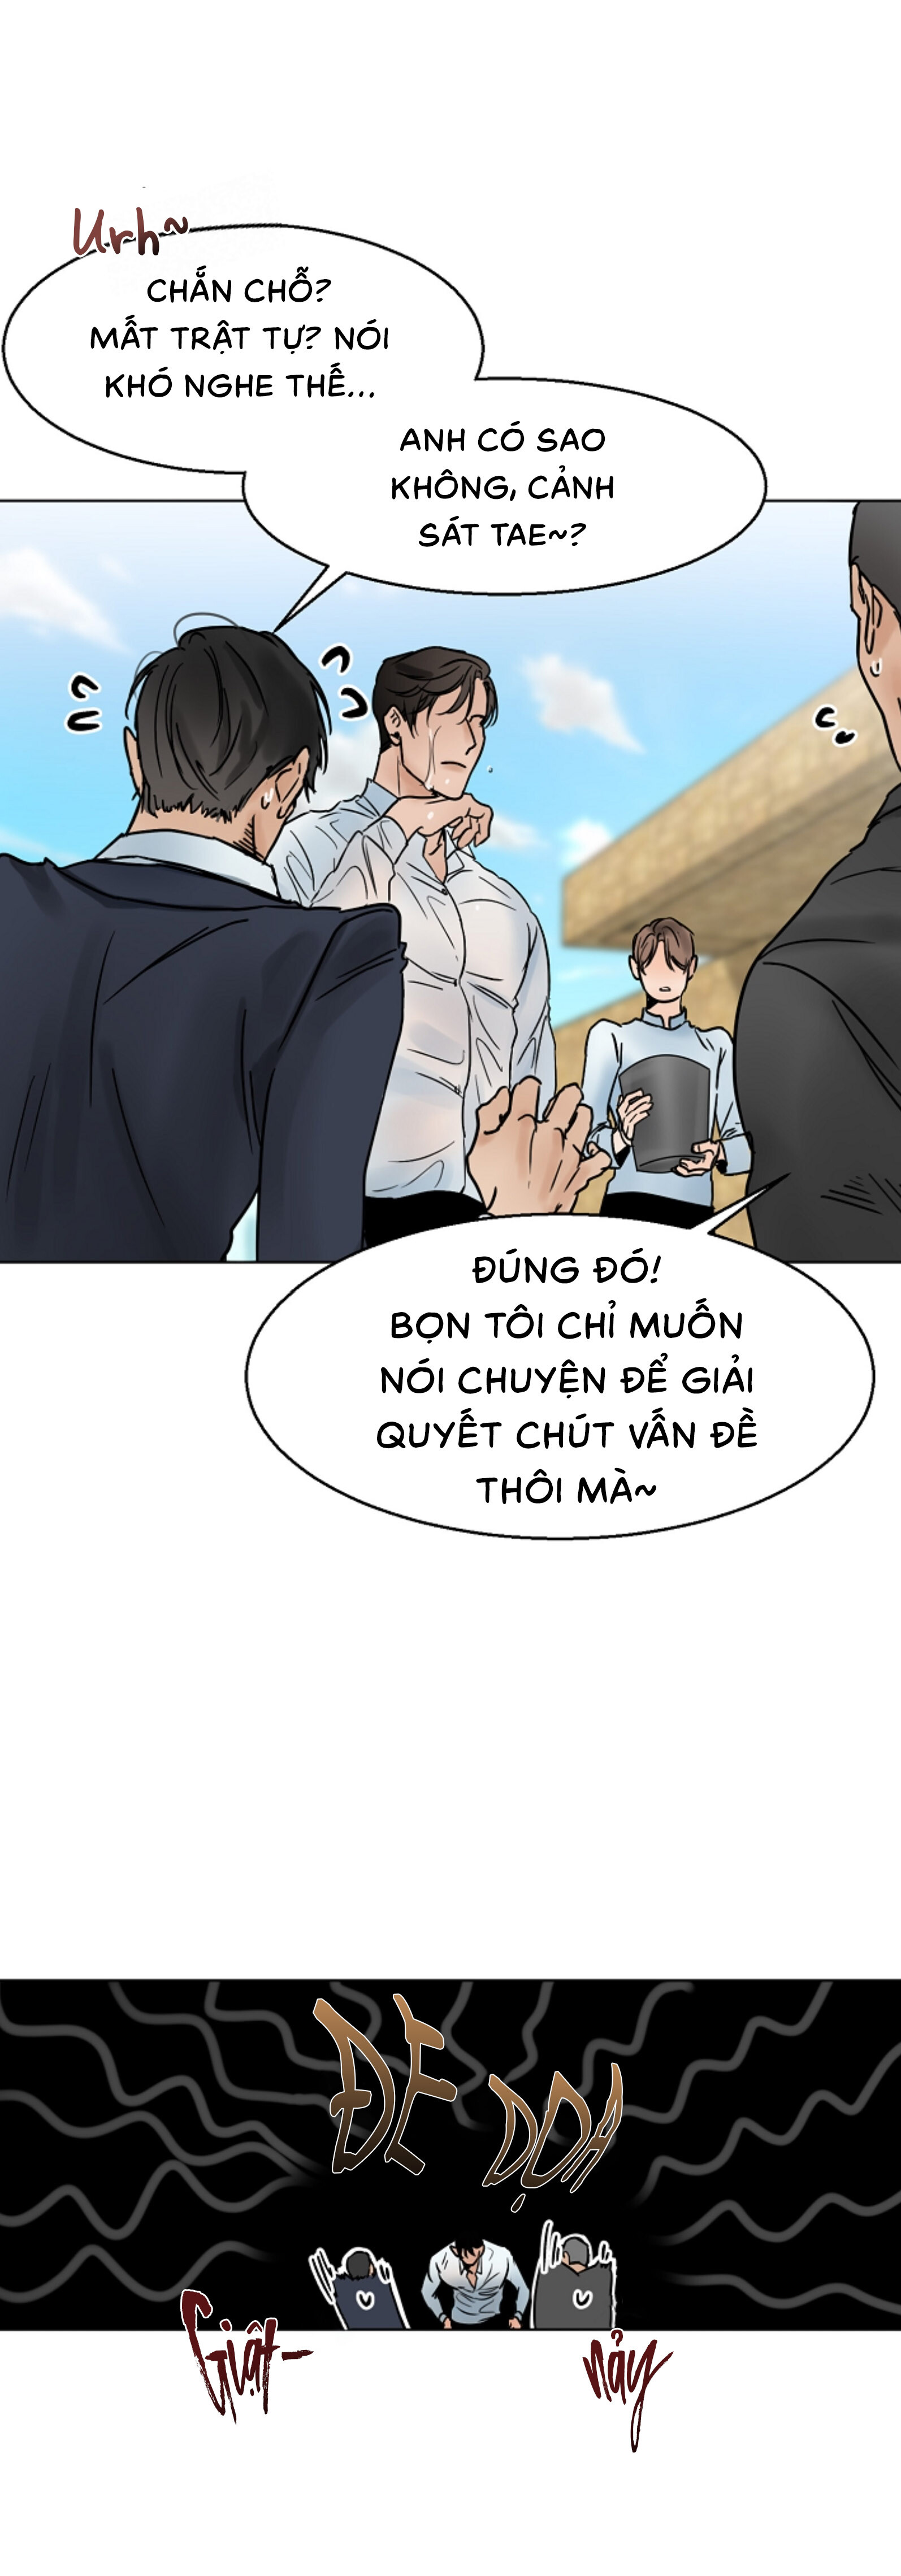 Urh~
CHẮN CHỖ?
MẤT TRẬT TỰ? NÓI
KHÓ NGHE THẾ...
ANH CÓ SAO
KHÔNG, CẢNH
SÁT TAE~?
ĐÚNG ĐÓ!
BỌN TÔI CHỈ MUỐN
NÓI CHUYỆN ĐỂ GIẢI
QUYẾT CHÚT VẤN ĐỀ
THÔI MÀ~
ĐE DỌA
Giật- nảy